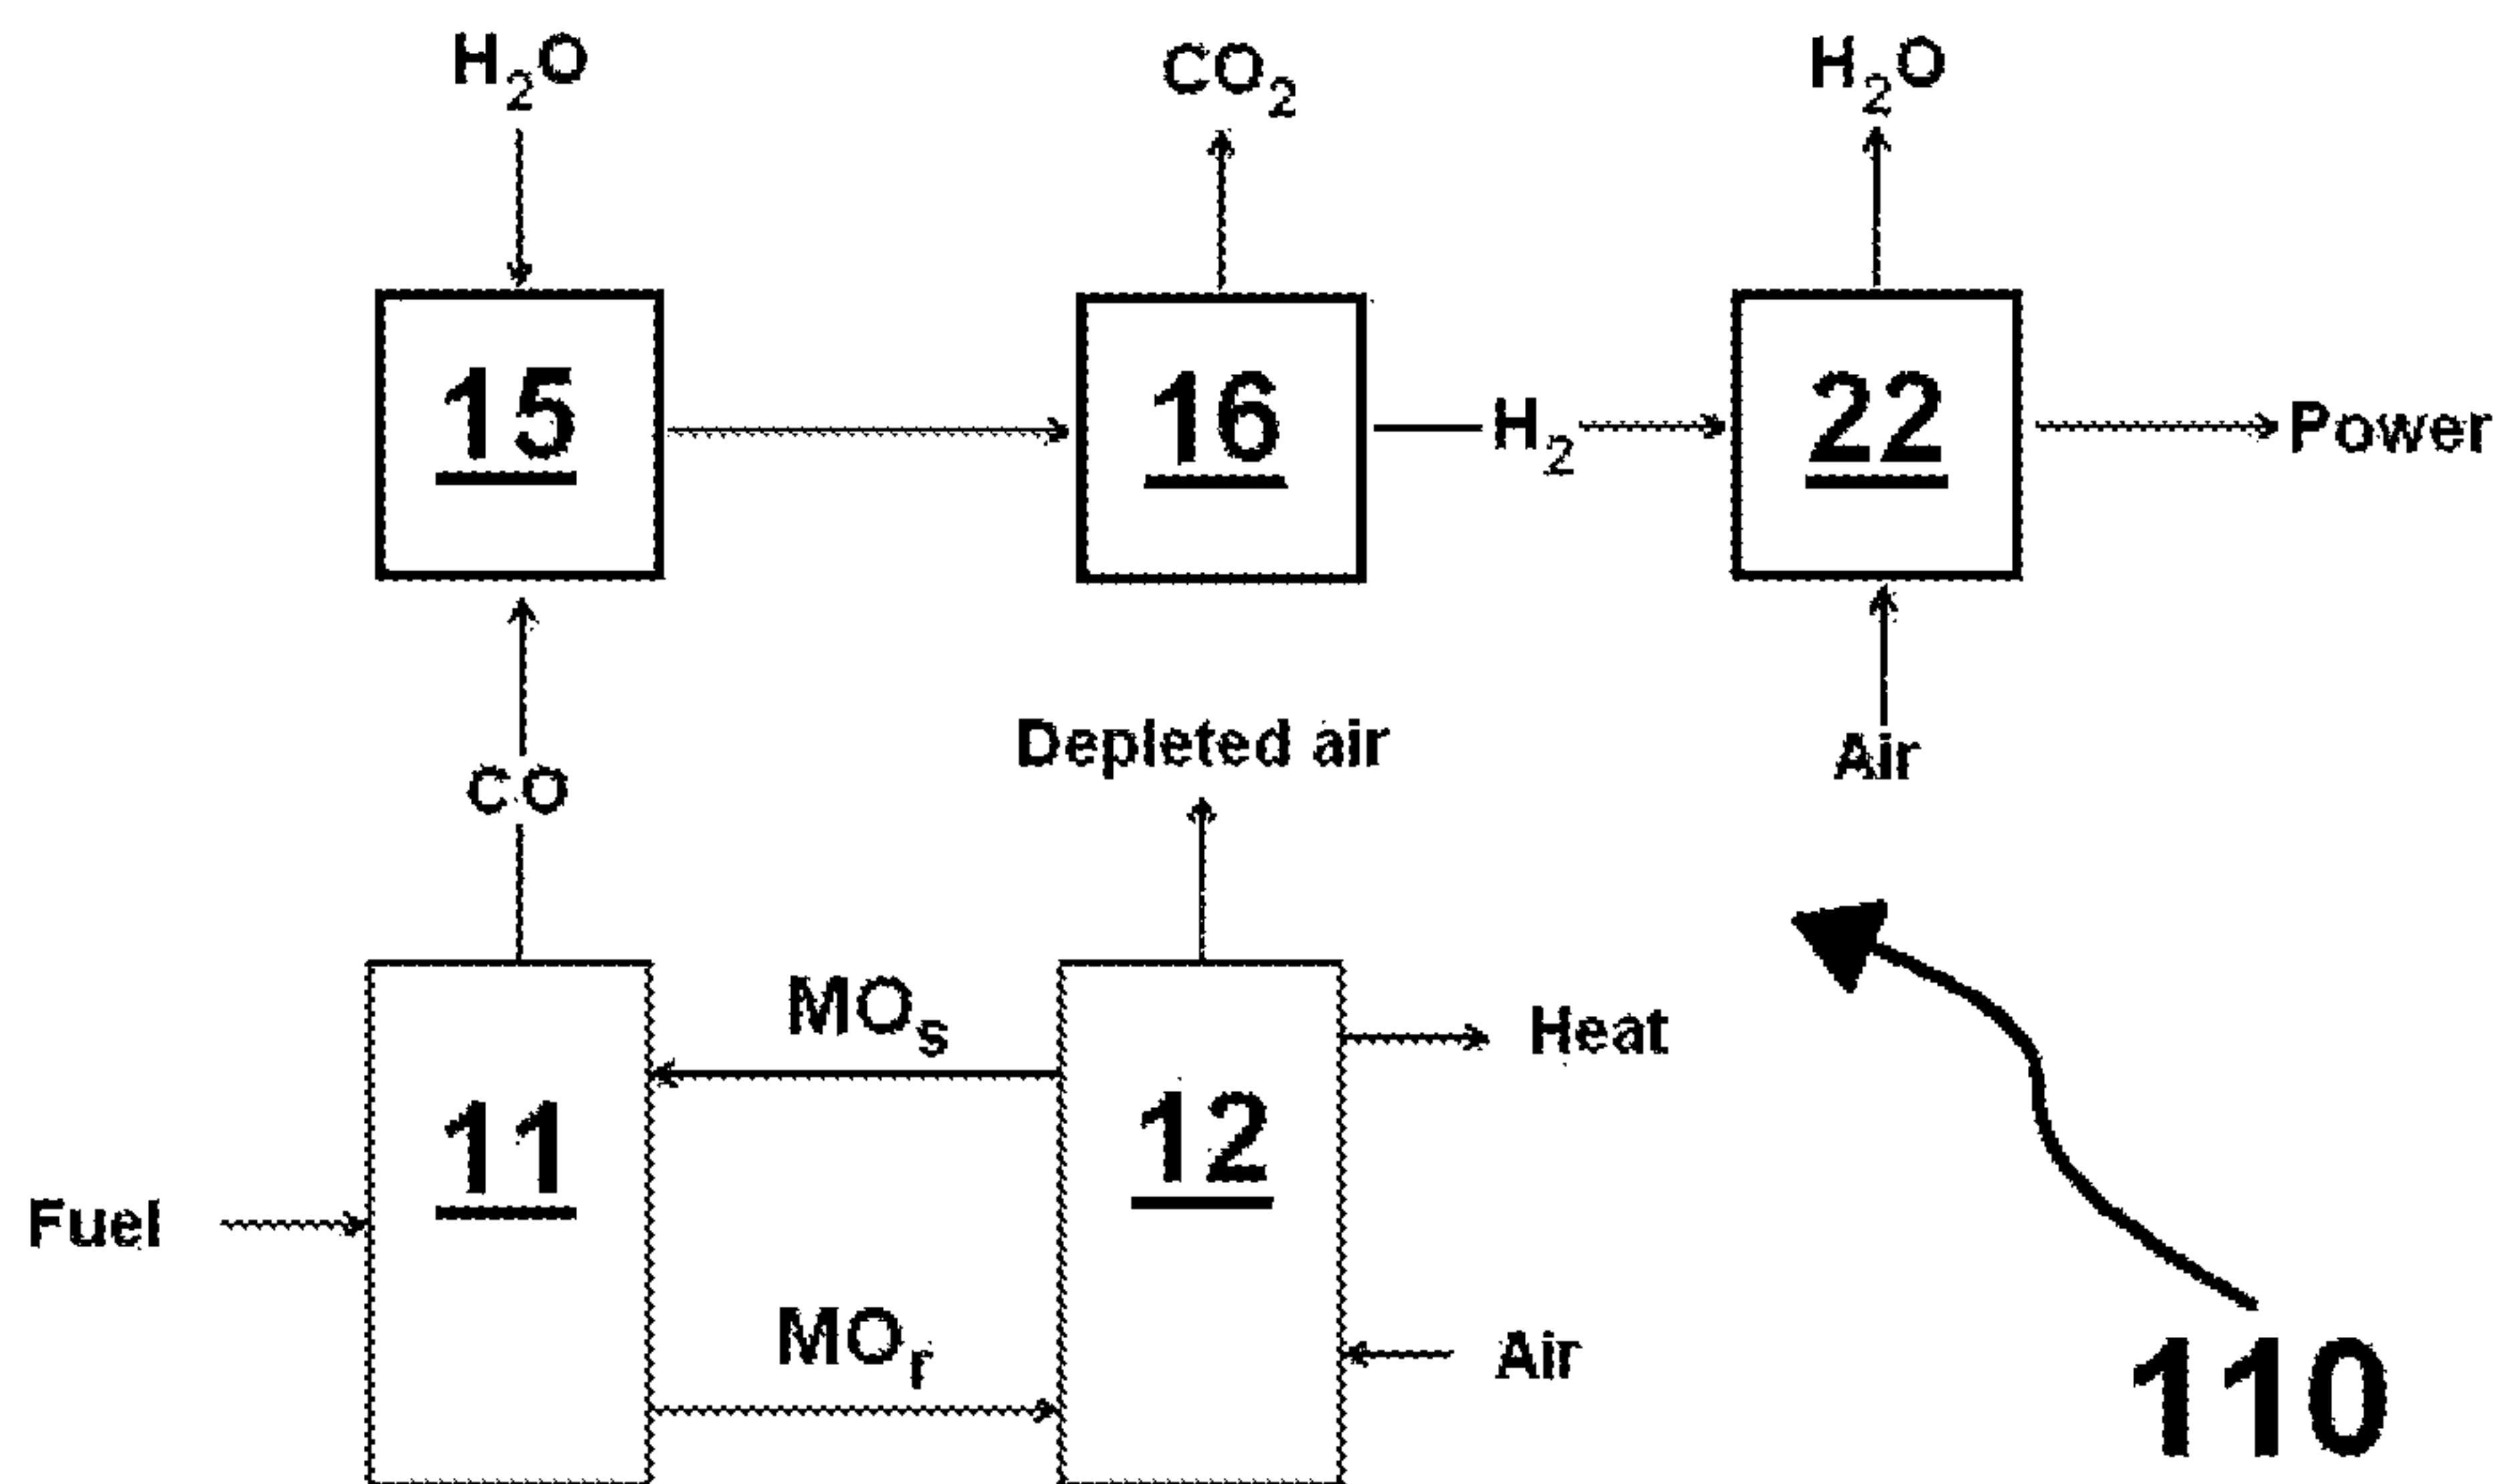 H2O
CO2
H2O
15
16
H2
22
Power
CO
Depleted air
Air
MOs
Heat
11
12
Fuel
MOr
Air
110